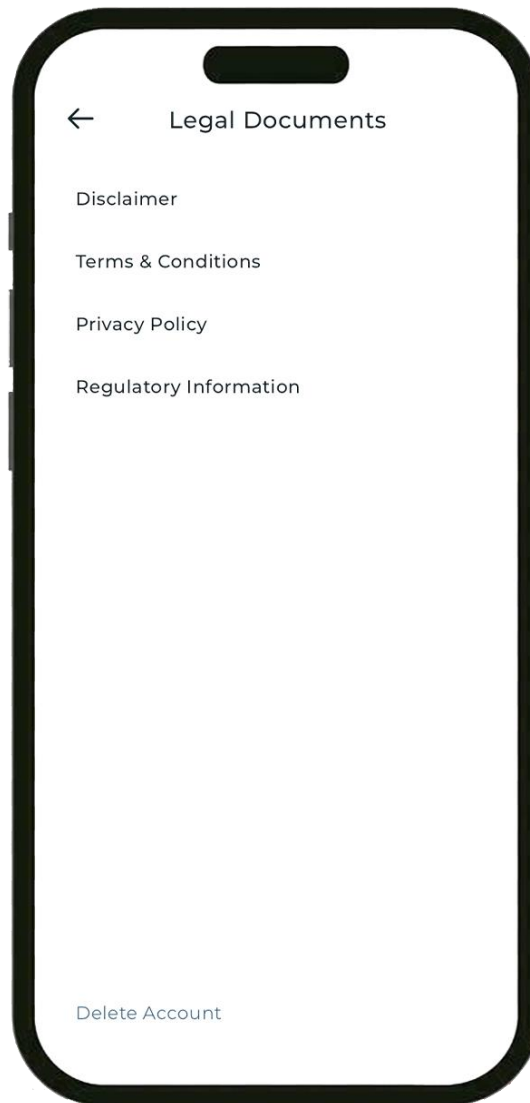 Legal Documents
Disclaimer
Terms & Conditions
Privacy Policy
Regulatory Information
Delete Account